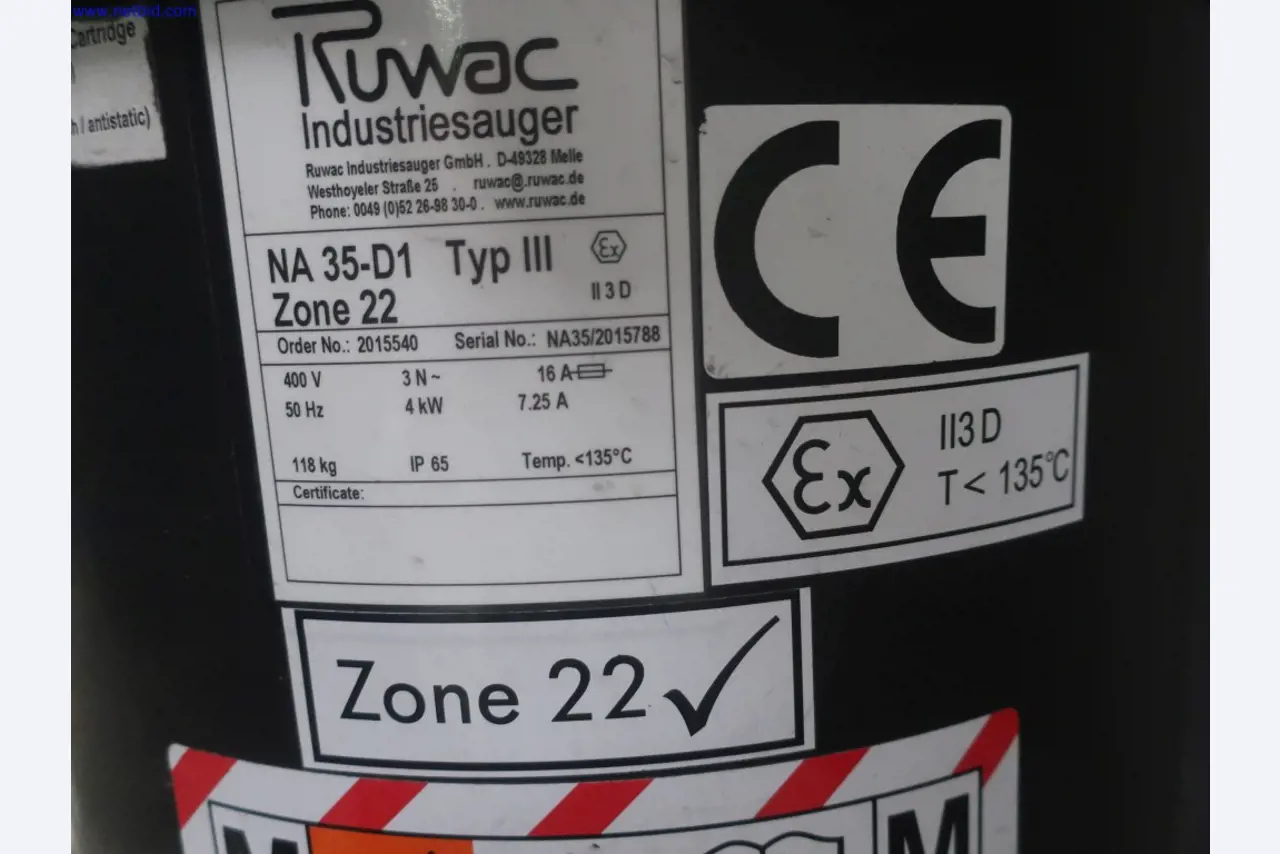 www.netbid.com
Cartridge
/ antistatic)
Ruwac
Industriesauger
Ruwac Industriesauger GmbH . D-49328 Melle
Westhoyeler Straße 25 . ruwac@.ruwac.de
Phone: 0049 (0)52 26-98 30-0 . www.ruwac.de
NA 35-D1 Typ III Ex
Zone 22 II 3 D
Order No.: 2015540 Serial No.: NA35/2015788
400 V 3 N ~ 16 A
50 Hz 4 kW 7.25 A
118 kg IP 65 Temp. <135°C
Certificate:
CE
Ex II3 D
T < 135°C
Zone 22 ✓
M